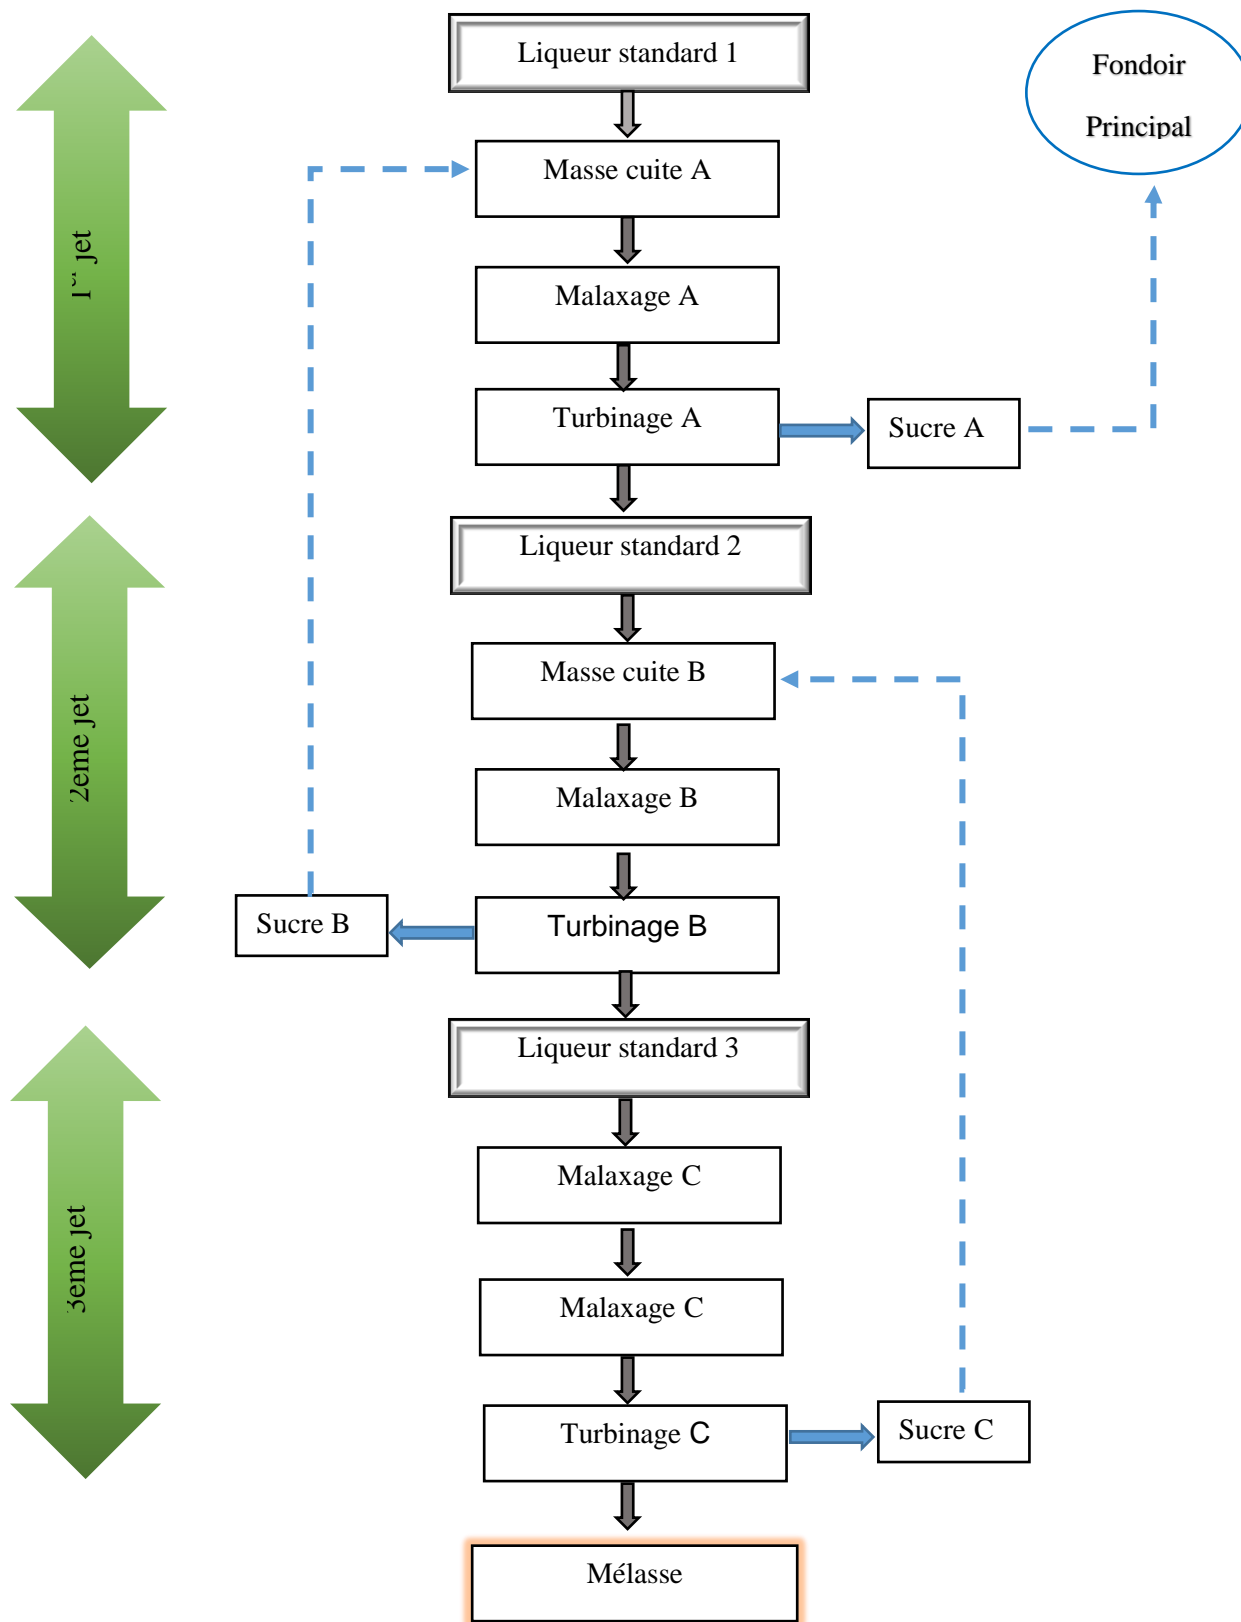 Liqueur standard 1
Fondoir
Principal
Masse cuite A
1er jet
Malaxage A
Turbinage A
Sucre A
Liqueur standard 2
Masse cuite B
2eme jet
Malaxage B
Sucre B
Turbinage B
Liqueur standard 3
Malaxage C
3eme jet
Malaxage C
Turbinage C
Sucre C
Mélasse